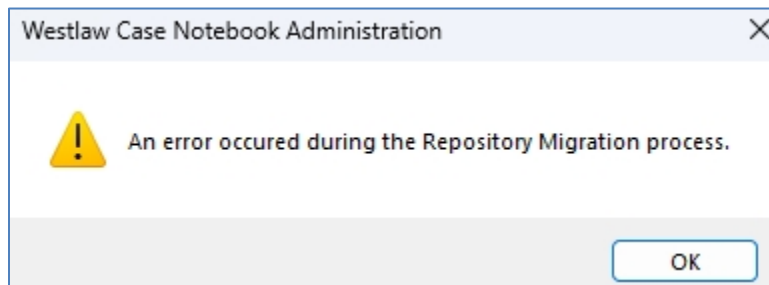 Westlaw Case Notebook Administration
An error occured during the Repository Migration process.
OK